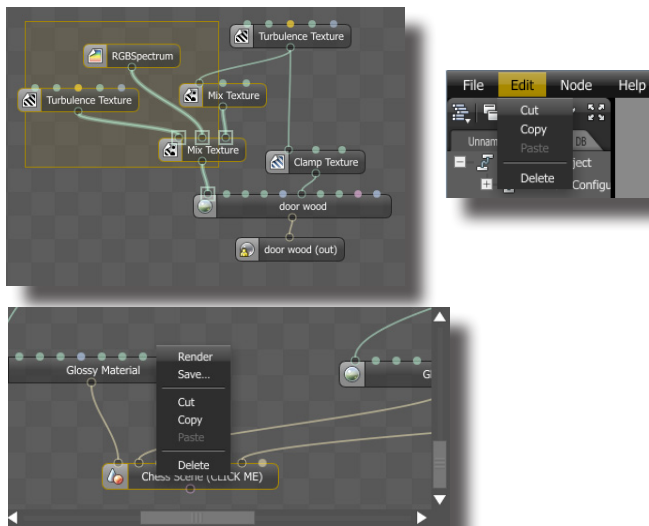 Turbulence Texture
RGBSpectrum
Turbulence Texture
Mix Texture
Mix Texture
Clamp Texture
door wood
door wood (out)
File Edit Node Help
Cut
Copy
Paste
Delete
Unnam
DB
ject
Configu
Render
Save...
Cut
Copy
Paste
Delete
Glossy Material
Gl
Chess Scene (CLICK ME)